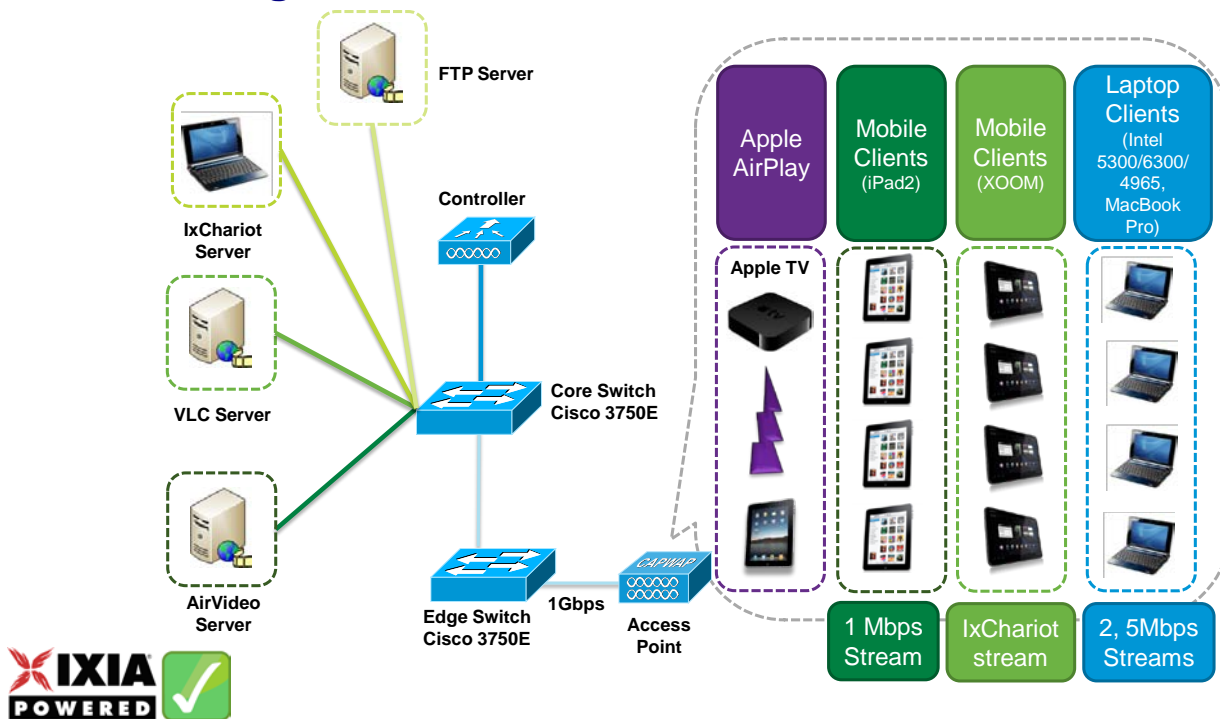 FTP Server
IxChariot
Server
Controller
VLC Server
Core Switch
Cisco 3750E
AirVideo
Server
Edge Switch
Cisco 3750E
1Gbps
CAPWAP
Access
Point
Apple
AirPlay
Mobile
Clients
(iPad2)
Mobile
Clients
(XOOM)
Laptop
Clients
(Intel
5300/6300/
4965,
MacBook
Pro)
Apple TV
tv
1 Mbps
Stream
IxChariot
stream
2, 5Mbps
Streams
IXIA
POWERED